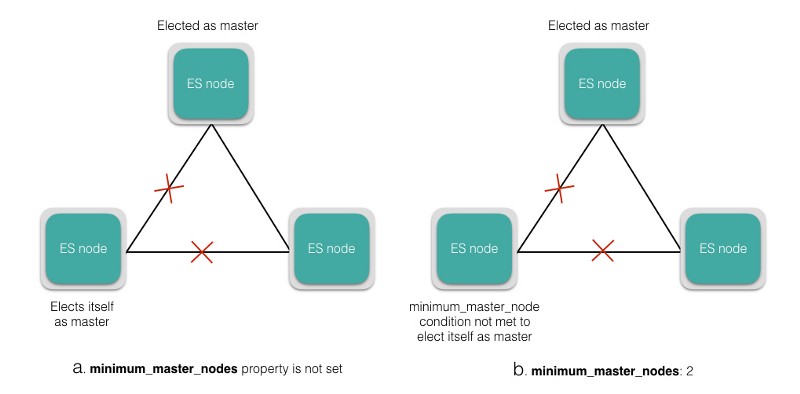 Elected as master
ES node
ES node
ES node
Elects itself
as master
a. minimum_master_nodes property is not set
Elected as master
ES node
ES node
ES node
minimum_master_node
condition not met to
elect itself as master
b. minimum_master_nodes: 2